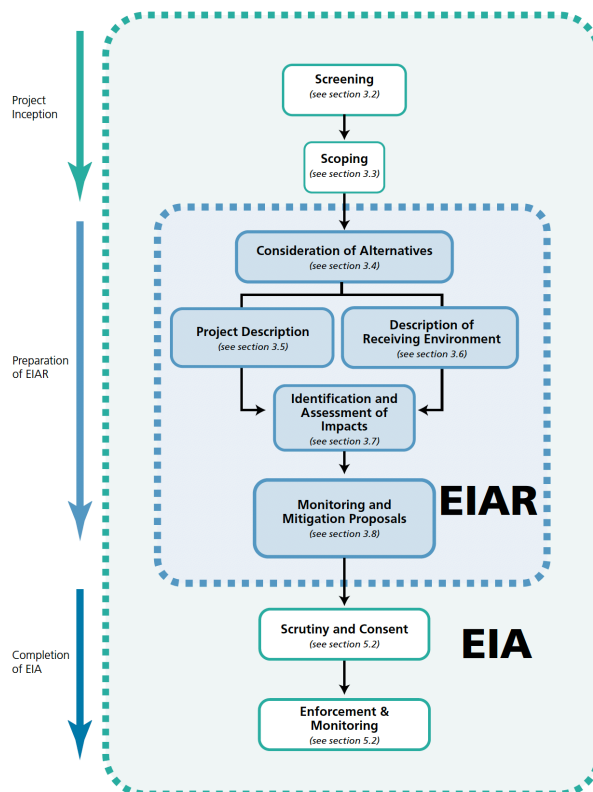 Screening
(see section 3.2)
Project
Inception
Scoping
(see section 3.3)
Consideration of Alternatives
(see section 3.4)
Project Description
(see section 3.5)
Description of
Receiving Environment
(see section 3.6)
Preparation
of EIAR
Identification and
Assessment of
Impacts
(see section 3.7)
Monitoring and
Mitigation Proposals
(see section 3.8)
EIAR
Scrutiny and Consent
(see section 5.2)
EIA
Completion
of EIA
Enforcement &
Monitoring
(see section 5.2)